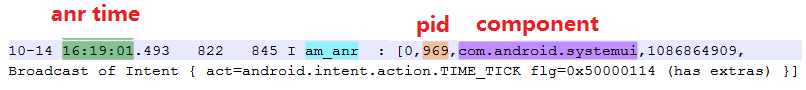 anr time
pid component
10-14 16:19:01.493 822 845 I am_anr : [0,969,com.android.systemui,1086864909,
Broadcast of Intent { act=android.intent.action.TIME_TICK flg=0x50000114 (has extras) }]